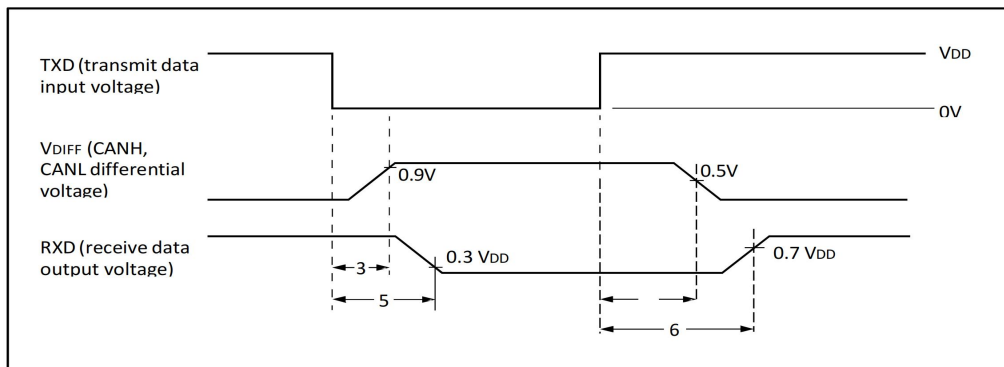 TXD (transmit data
input voltage)
VDD
0V
VDIFF (CANH,
CANL differential
voltage)
0.9V
0.5V
RXD (receive data
output voltage)
0.3 VDD
0.7 VDD
3
5
6